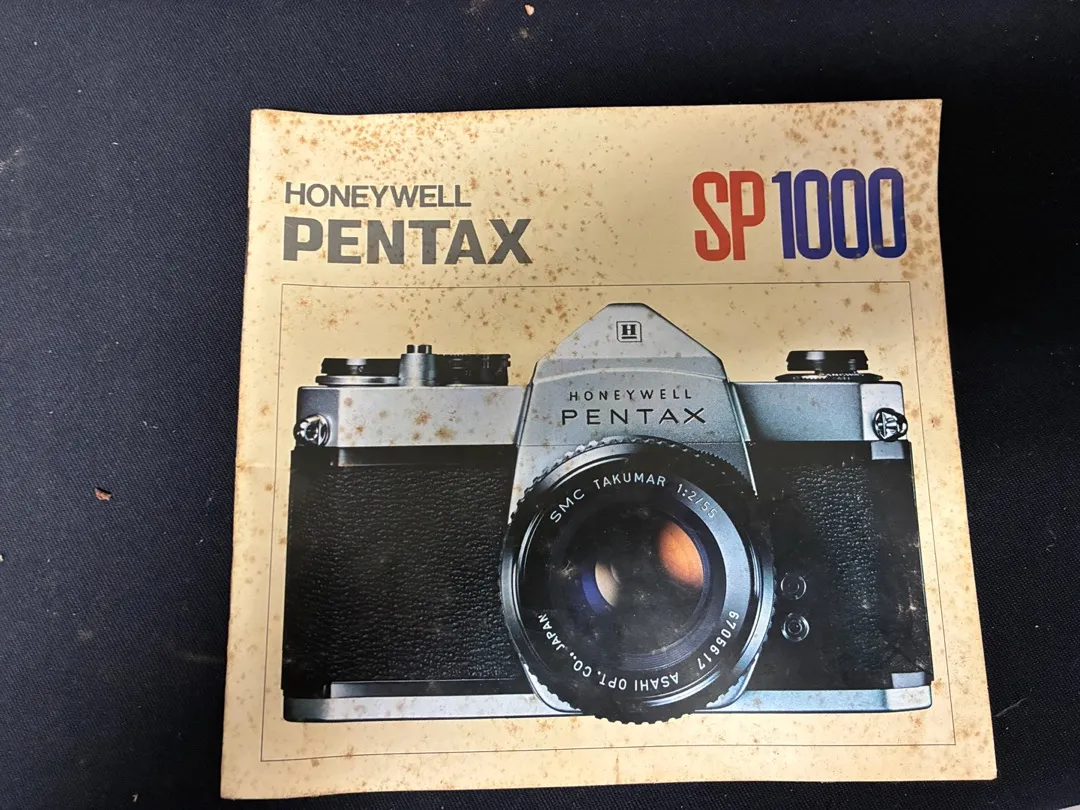 HONEYWELL
PENTAX
SP1000
H
HONEYWELL
PENTAX
SMC TAKUMAR 1:2/55
6705617
ASAHI OPT. CO., JAPAN